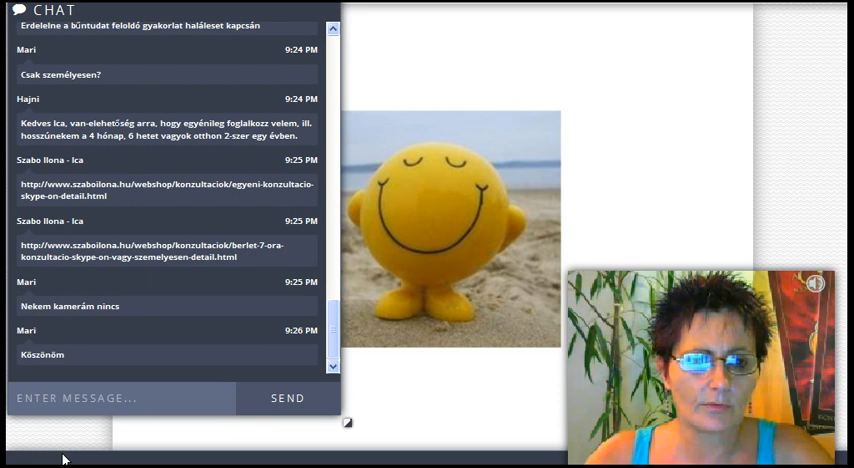 CHAT
Erdelelne a bűntudat feloldó gyakorlat haláleset kapcsán
Mari 9:24 PM
Csak személyesen?
Hajni 9:24 PM
Kedves Ica, van-elehetőség arra, hogy egyénileg foglalkozz velem, ill.
hosszúnekem a 4 hónap, 6 hetet vagyok otthon 2-szer egy évben.
Szabo Ilona - Ica 9:25 PM
http://www.szaboilona.hu/webshop/konzultaciok/egyeni-konzultacio-
skype-on-detail.html
Szabo Ilona - Ica 9:25 PM
http://www.szaboilona.hu/webshop/konzultaciok/berlet-7-ora-
konzultacio-skype-on-vagy-szemelyesen-detail.html
Mari 9:25 PM
Nekem kamerám nincs
Mari 9:26 PM
Köszönöm
ENTER MESSAGE... SEND